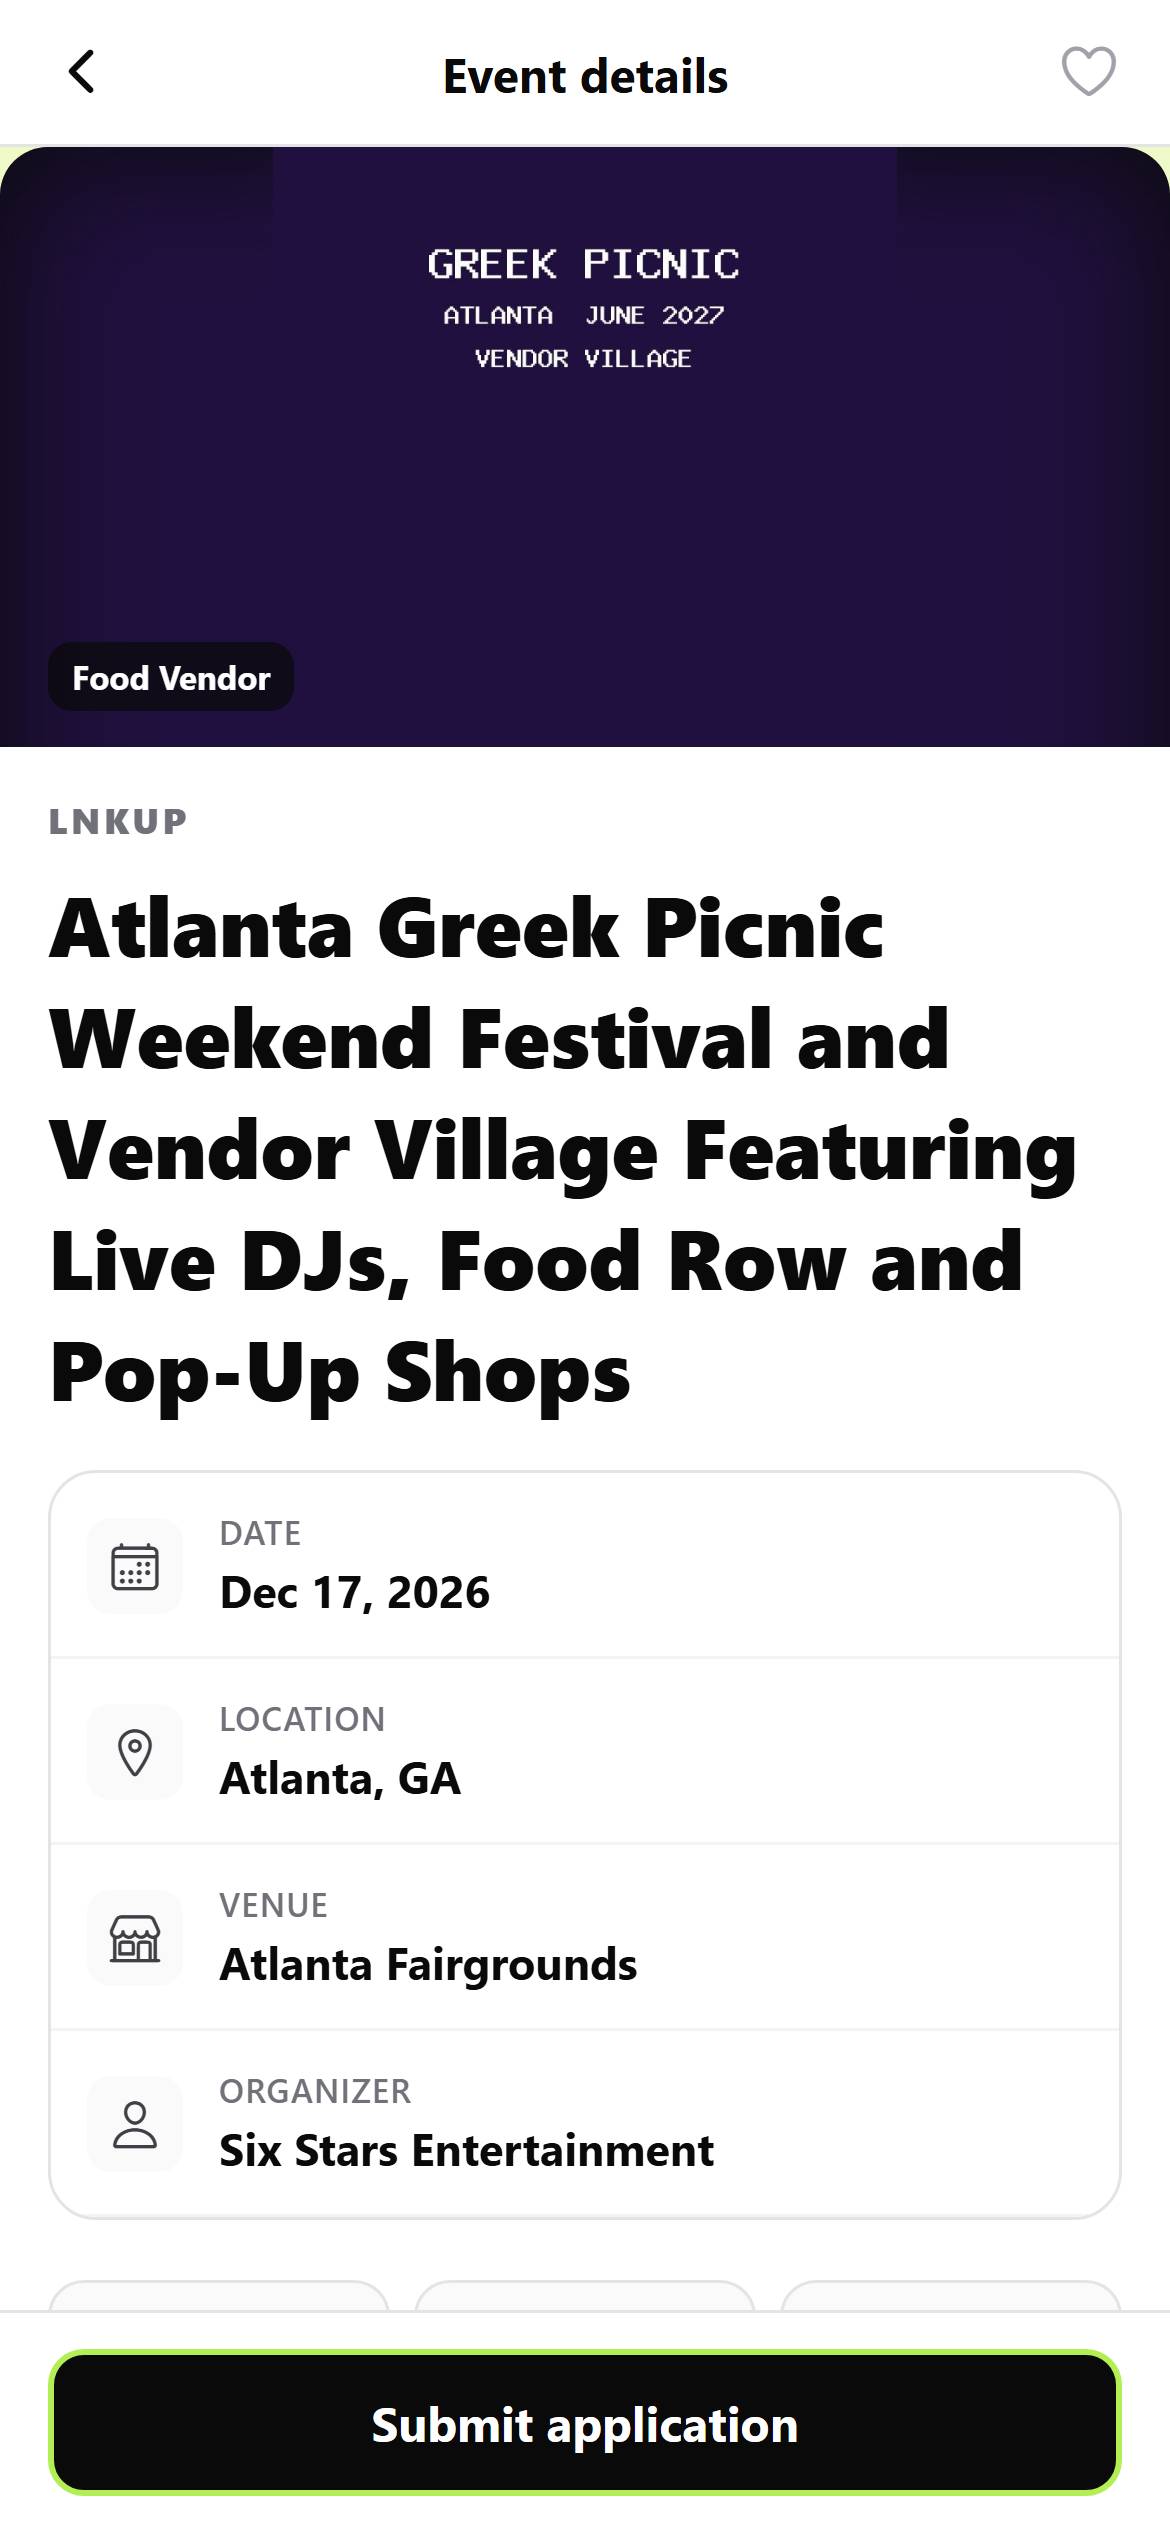 Event details
GREEK PICNIC
ATLANTA JUNE 2027
VENDOR VILLAGE
Food Vendor
LNKUP
Atlanta Greek Picnic
Weekend Festival and
Vendor Village Featuring
Live DJs, Food Row and
Pop-Up Shops
DATE
Dec 17, 2026
LOCATION
Atlanta, GA
VENUE
Atlanta Fairgrounds
ORGANIZER
Six Stars Entertainment
Submit application